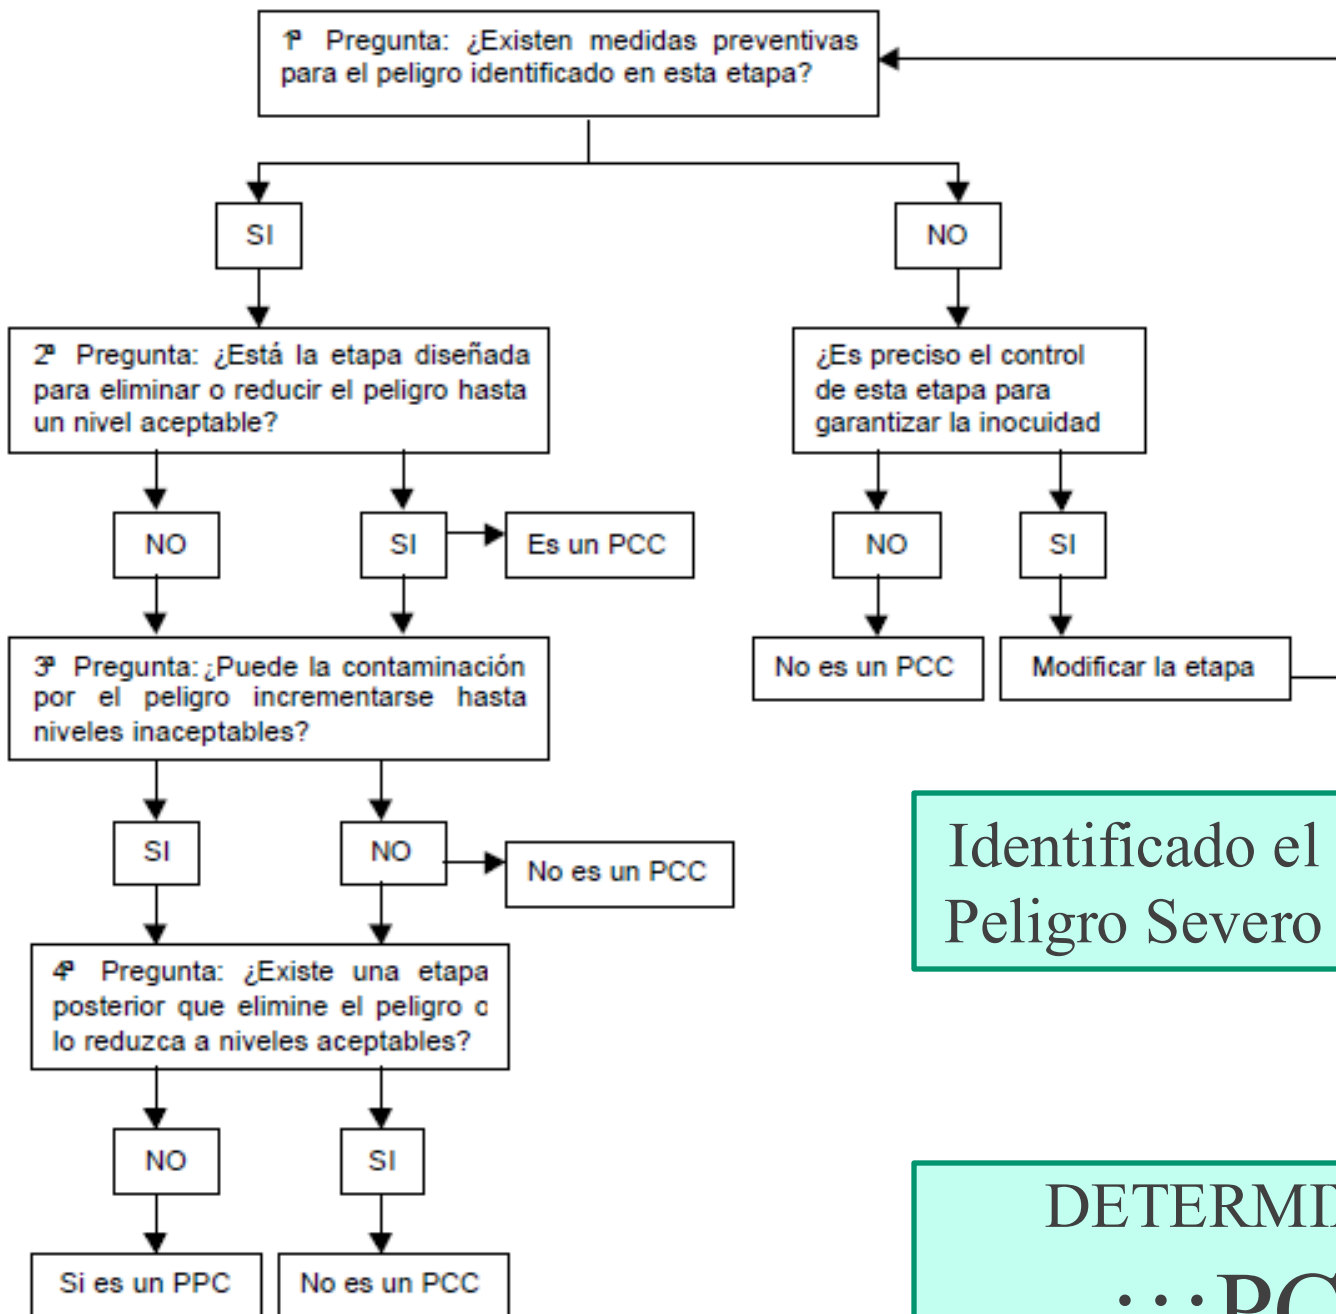 1ª Pregunta: ¿Existen medidas preventivas
para el peligro identificado en esta etapa?
SI
NO
2ª Pregunta: ¿Está la etapa diseñada
para eliminar o reducir el peligro hasta
un nivel aceptable?
¿Es preciso el control
de esta etapa para
garantizar la inocuidad
NO
SI
Es un PCC
NO
SI
3ª Pregunta: ¿Puede la contaminación
por el peligro incrementarse hasta
niveles inaceptables?
No es un PCC
Modificar la etapa
SI
NO
No es un PCC
Identificado el
Peligro Severo
4ª Pregunta: ¿Existe una etapa
posterior que elimine el peligro o
lo reduzca a niveles aceptables?
NO
SI
Si es un PPC
No es un PCC